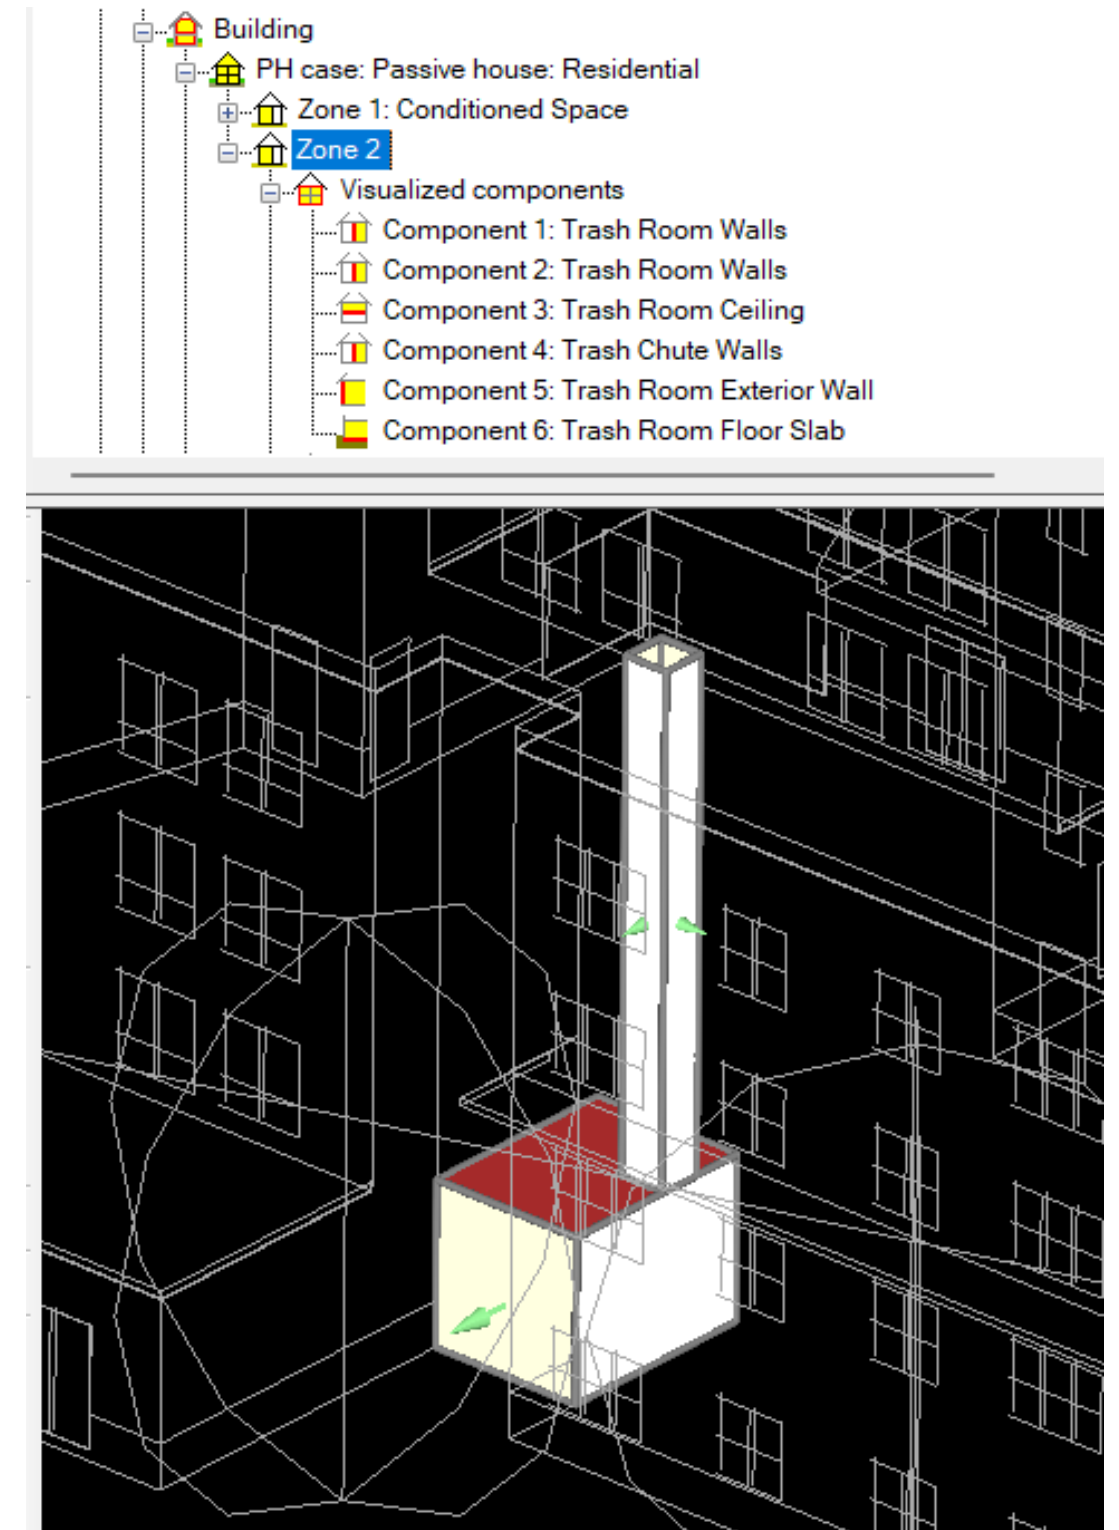 Building
PH case: Passive house: Residential
Zone 1: Conditioned Space
Zone 2
Visualized components
Component 1: Trash Room Walls
Component 2: Trash Room Walls
Component 3: Trash Room Ceiling
Component 4: Trash Chute Walls
Component 5: Trash Room Exterior Wall
Component 6: Trash Room Floor Slab